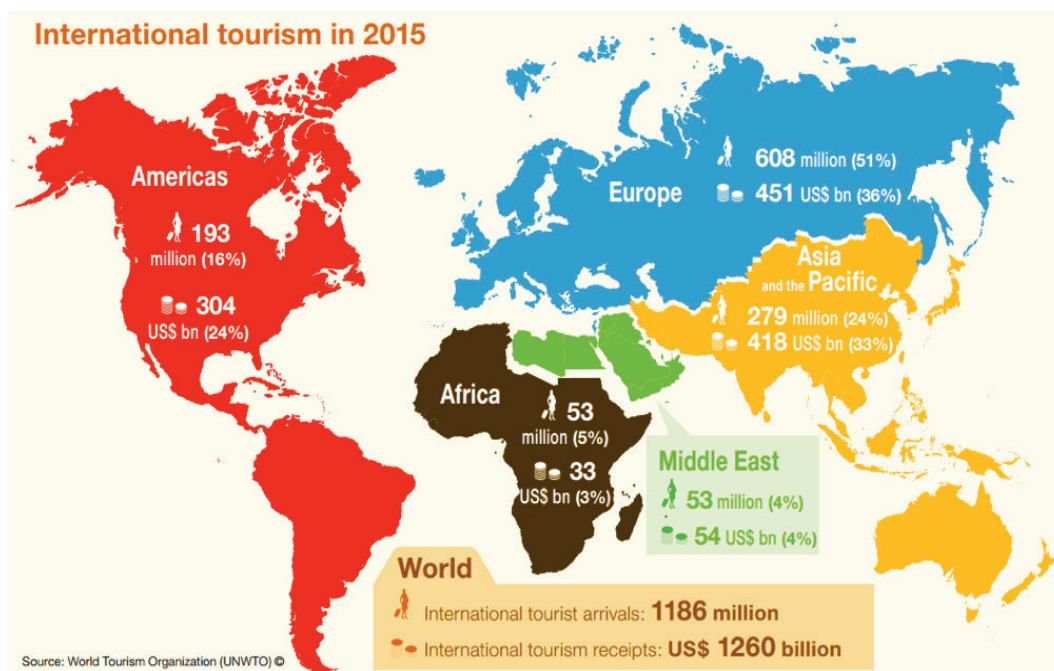 International tourism in 2015
Americas
193
million (16%)
304
US$ bn (24%)
Europe
608 million (51%)
451 US$ bn (36%)
Asia
and the Pacific
279 million (24%)
418 US$ bn (33%)
Africa
53
million (5%)
33
US$ bn (3%)
Middle East
53 million (4%)
54 US$ bn (4%)
World
International tourist arrivals: 1186 million
International tourism receipts: US$ 1260 billion
Source: World Tourism Organization (UNWTO) ©